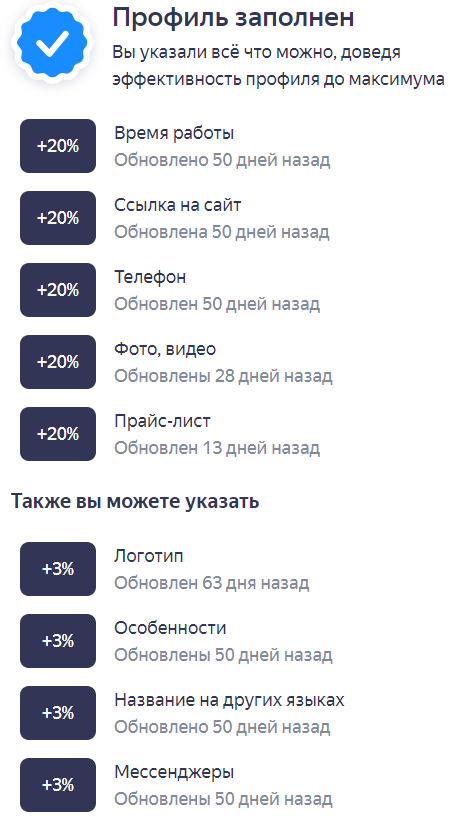 Профиль заполнен
Вы указали всё что можно, доведя
эффективность профиля до максимума
+20%
Время работы
Обновлено 50 дней назад
+20%
Ссылка на сайт
Обновлена 50 дней назад
+20%
Телефон
Обновлен 50 дней назад
+20%
Фото, видео
Обновлены 28 дней назад
+20%
Прайс-лист
Обновлен 13 дней назад
Также вы можете указать
+3%
Логотип
Обновлен 63 дня назад
+3%
Особенности
Обновлены 50 дней назад
+3%
Название на других языках
Обновлено 50 дней назад
+3%
Мессенджеры
Обновлены 50 дней назад